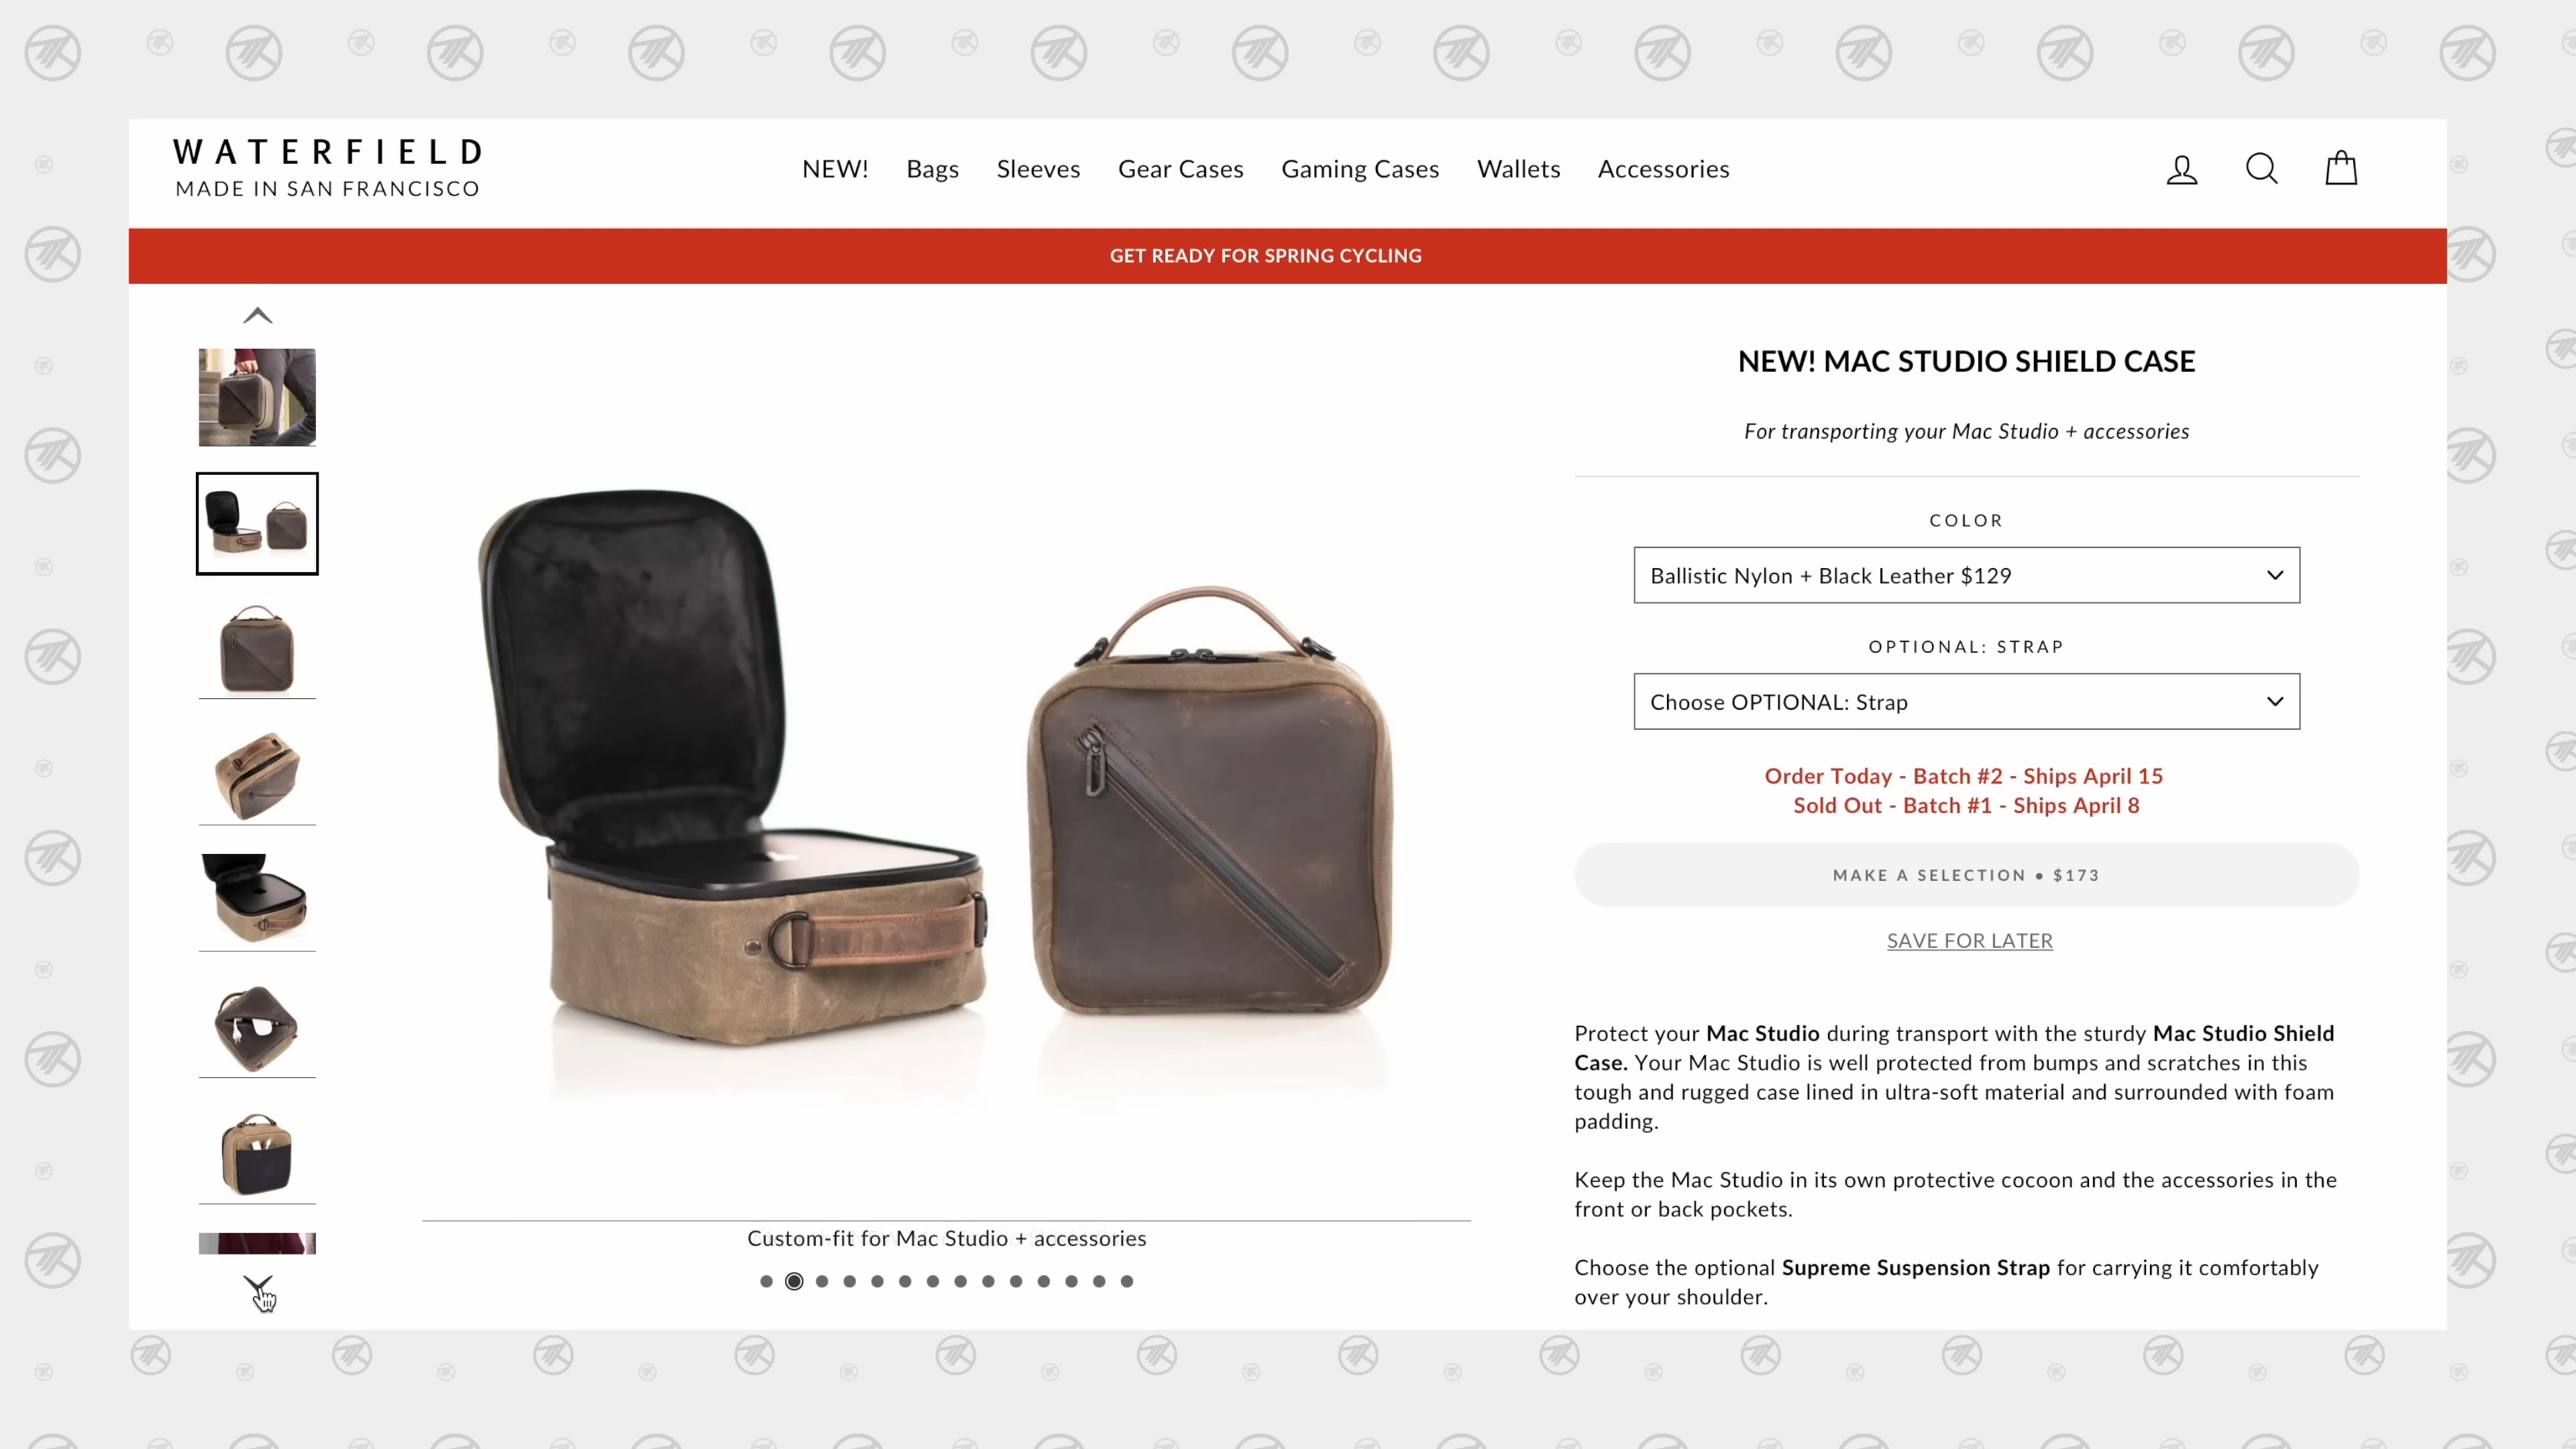 WATERFIELD
MADE IN SAN FRANCISCO
NEW! Bags Sleeves Gear Cases Gaming Cases Wallets Accessories
GET READY FOR SPRING CYCLING
NEW! MAC STUDIO SHIELD CASE
For transporting your Mac Studio + accessories
COLOR
Ballistic Nylon + Black Leather $129
OPTIONAL: STRAP
Choose OPTIONAL: Strap
Order Today - Batch #2 - Ships April 15
Sold Out - Batch #1 - Ships April 8
MAKE A SELECTION • $173
SAVE FOR LATER
Protect your Mac Studio during transport with the sturdy Mac Studio Shield
Case. Your Mac Studio is well protected from bumps and scratches in this
tough and rugged case lined in ultra-soft material and surrounded with foam
padding.
Keep the Mac Studio in its own protective cocoon and the accessories in the
front or back pockets.
Choose the optional Supreme Suspension Strap for carrying it comfortably
over your shoulder.
Custom-fit for Mac Studio + accessories